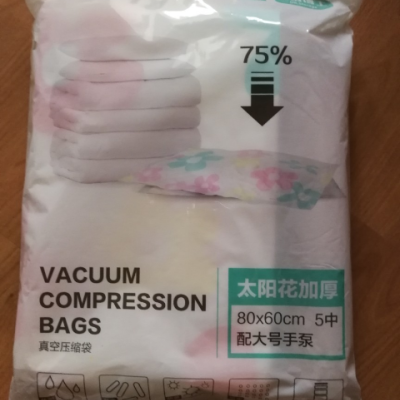 75%
VACUUM
COMPRESSION
BAGS
真空压缩袋
太阳花加厚
80x60cm 5中
配大号手泵